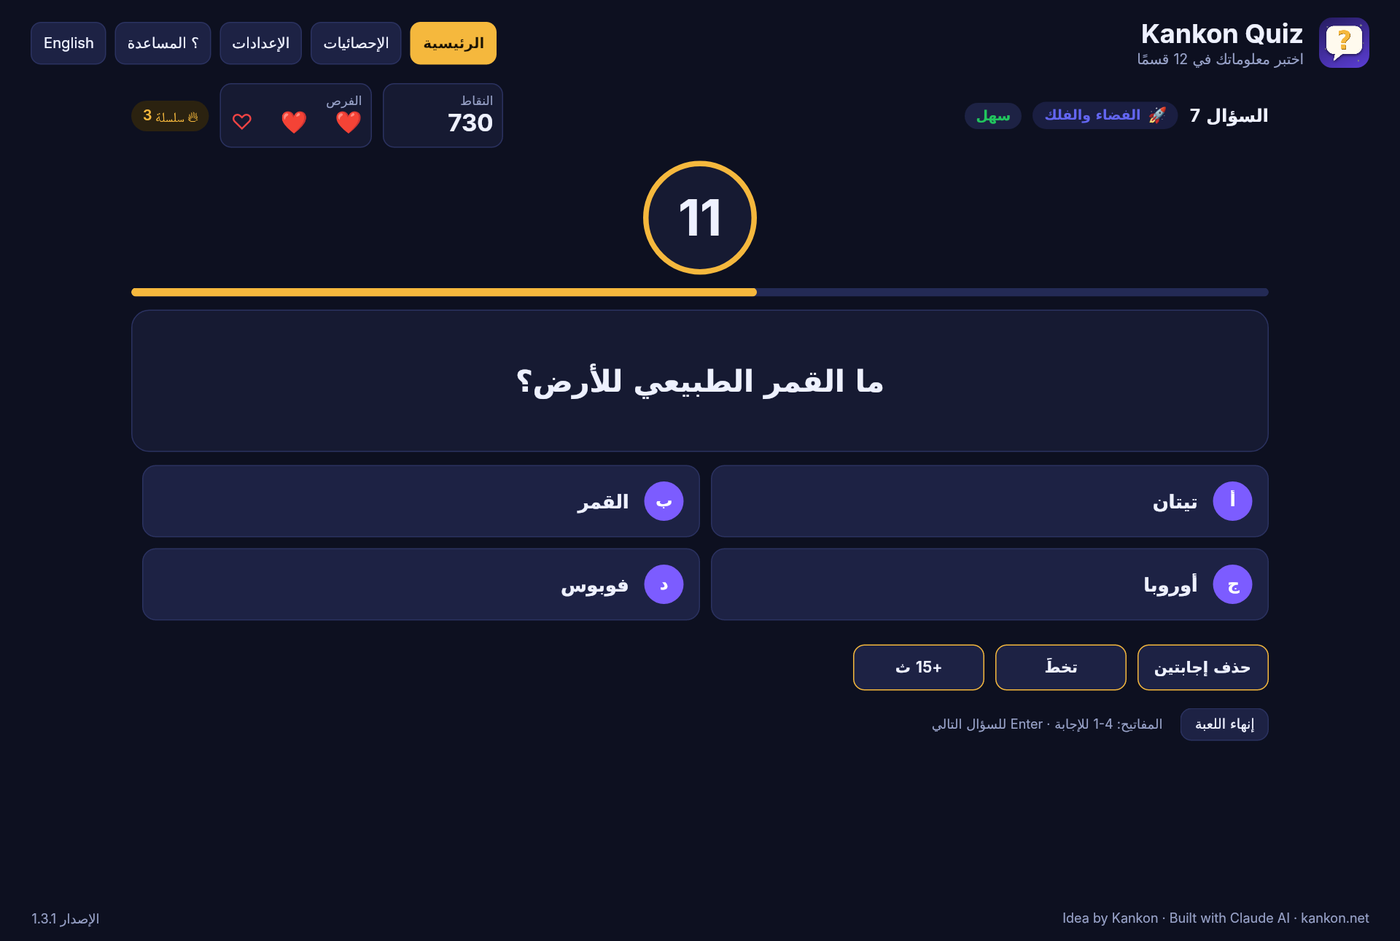 Kankon Quiz
اختبر معلوماتك في 12 قسمًا
الرئيسية
الإحصائيات
الإعدادات
؟ المساعدة
English
السؤال 7
الفضاء والفلك
سهل
النقاط
730
الفرص
سلسلة 3
11
ما القمر الطبيعي للأرض؟
أ تيتان
ب القمر
ج أوروبا
د فوبوس
حذف إجابتين
تخطَّ
+15 ث
إنهاء اللعبة
المفاتيح: 1-4 للإجابة · Enter للسؤال التالي
Idea by Kankon · Built with Claude AI · kankon.net
الإصدار 1.3.1